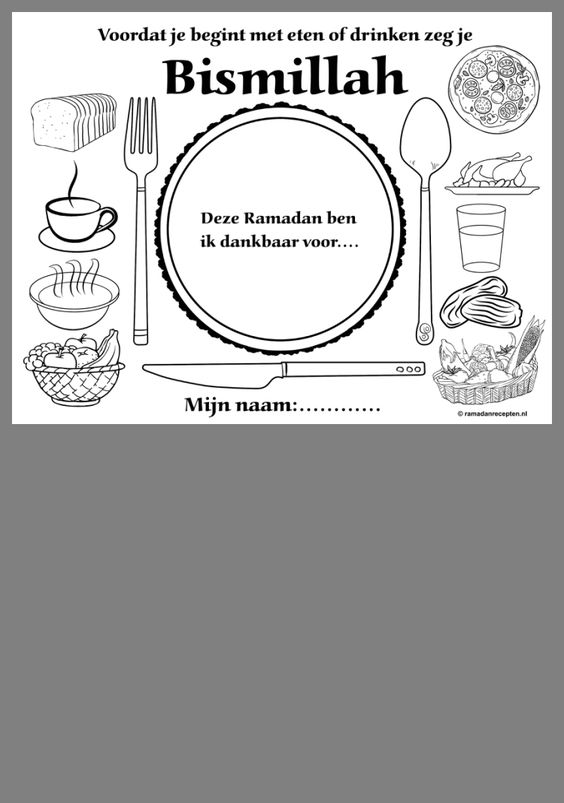 Voordat je begint met eten of drinken zeg je
Bismillah
Deze Ramadan ben
ik dankbaar voor....
Mijn naam:............
© ramadanrecepten.nl